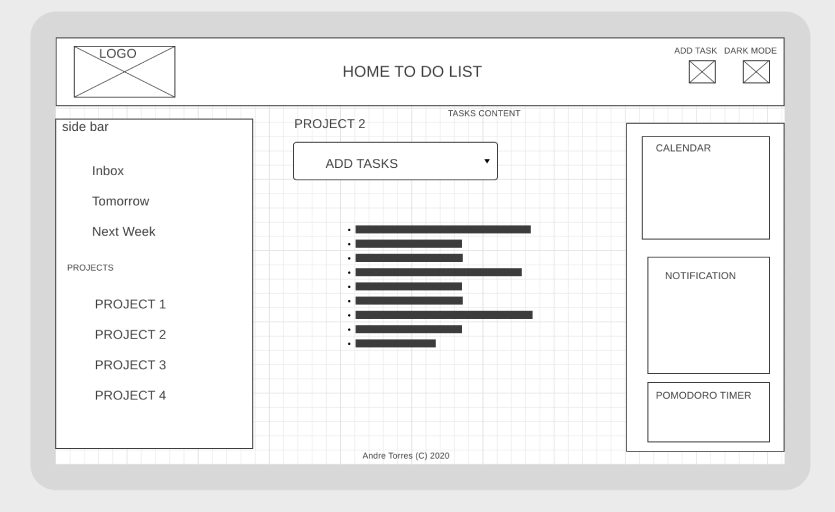 LOGO
HOME TO DO LIST
ADD TASK
DARK MODE
side bar
Inbox
Tomorrow
Next Week
PROJECTS
PROJECT 1
PROJECT 2
PROJECT 3
PROJECT 4
TASKS CONTENT
PROJECT 2
ADD TASKS
CALENDAR
NOTIFICATION
POMODORO TIMER
Andre Torres (C) 2020